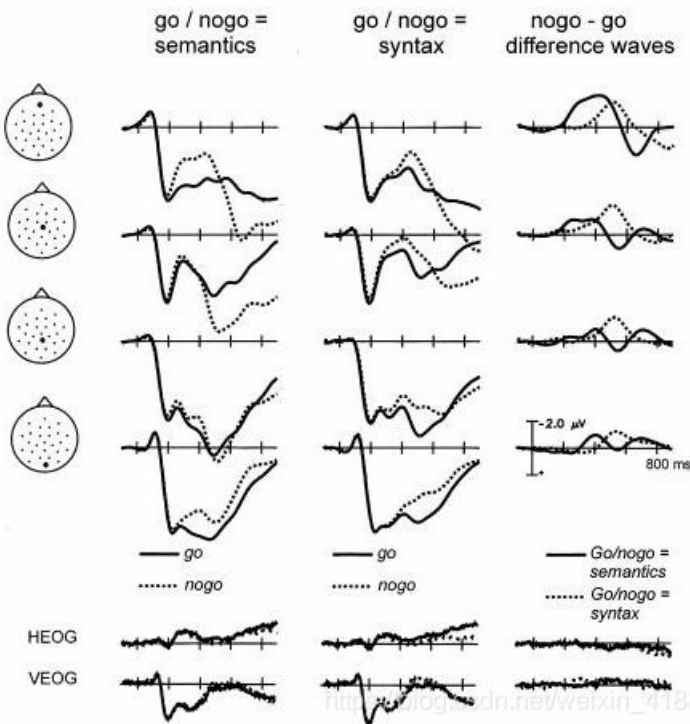 go / nogo =
semantics
go / nogo =
syntax
nogo - go
difference waves
-2.0 μV
+
800 ms
go
nogo
go
nogo
Go/nogo =
semantics
Go/nogo =
syntax
HEOG
VEOG
https://blog.csdn.net/weixin_418